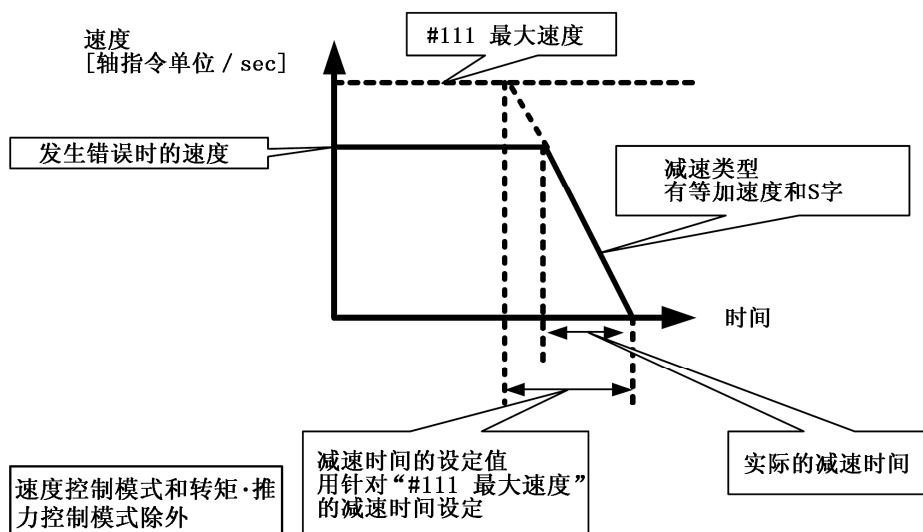 速度
[轴指令单位/sec]
#111 最大速度
发生错误时的速度
减速类型
有等加速度和S字
时间
减速时间的设定值
用针对“#111 最大速度”
的减速时间设定
实际的减速时间
速度控制模式和转矩·推
力控制模式除外